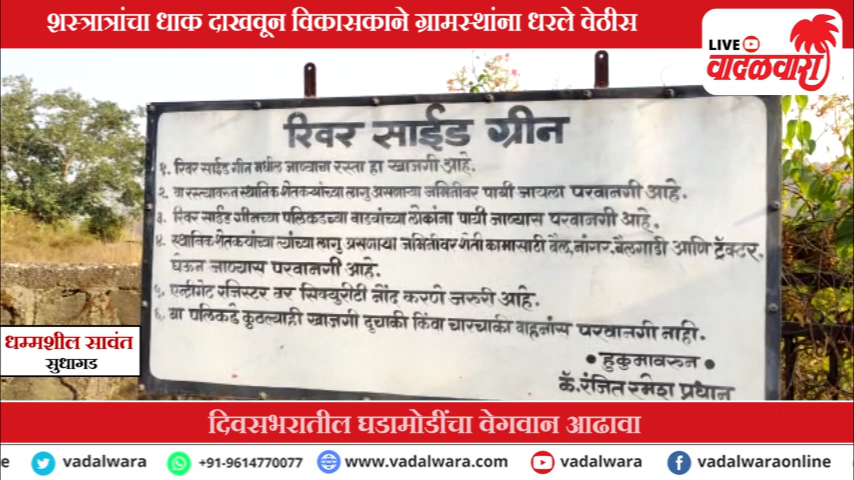 शस्त्रात्रांचा धाक दाखवून विकासकाने ग्रामस्थांना धरले वेठीस
LIVE
वादळवारा
रिवर साईड ग्रीन
१. रिवर साईड ग्रीन मधील जाण्याचा रस्ता हा खाजगी आहे.
२. या रस्त्यावरून स्थानिक शेतकऱ्यांच्या लागु असणाऱ्या जमिनीवर पायी जायला परवानगी आहे.
३. रिवर साईड ग्रीनच्या पलिकडच्या वाड्यांच्या लोकांना पायी जाण्यास परवानगी आहे.
४. स्थानिक शेतकऱ्यांच्या त्यांच्या लागु असणाऱ्या जमिनीवर शेती कामासाठी बैल, नांगर, बैलगाडी आणि ट्रॅक्टर,
घेऊन जाण्यास परवानगी आहे.
५. एन्ट्रीगेट रजिस्टर वर सिक्युरीटी नोंद करणे जरुरी आहे.
६. या पलिकडे कुठल्याही खाजगी दुचाकी किंवा चारचाकी वाहनांस परवानगी नाही.
• हुकुमावरुन •
कॅ. रंजित रमेश प्रधान
धम्मशील सावंत
सुधागड
दिवसभरातील घडामोडींचा वेगवान आढावा
e vadalwara +91-9614770077 www.vadalwara.com vadalwara vadalwaraonline